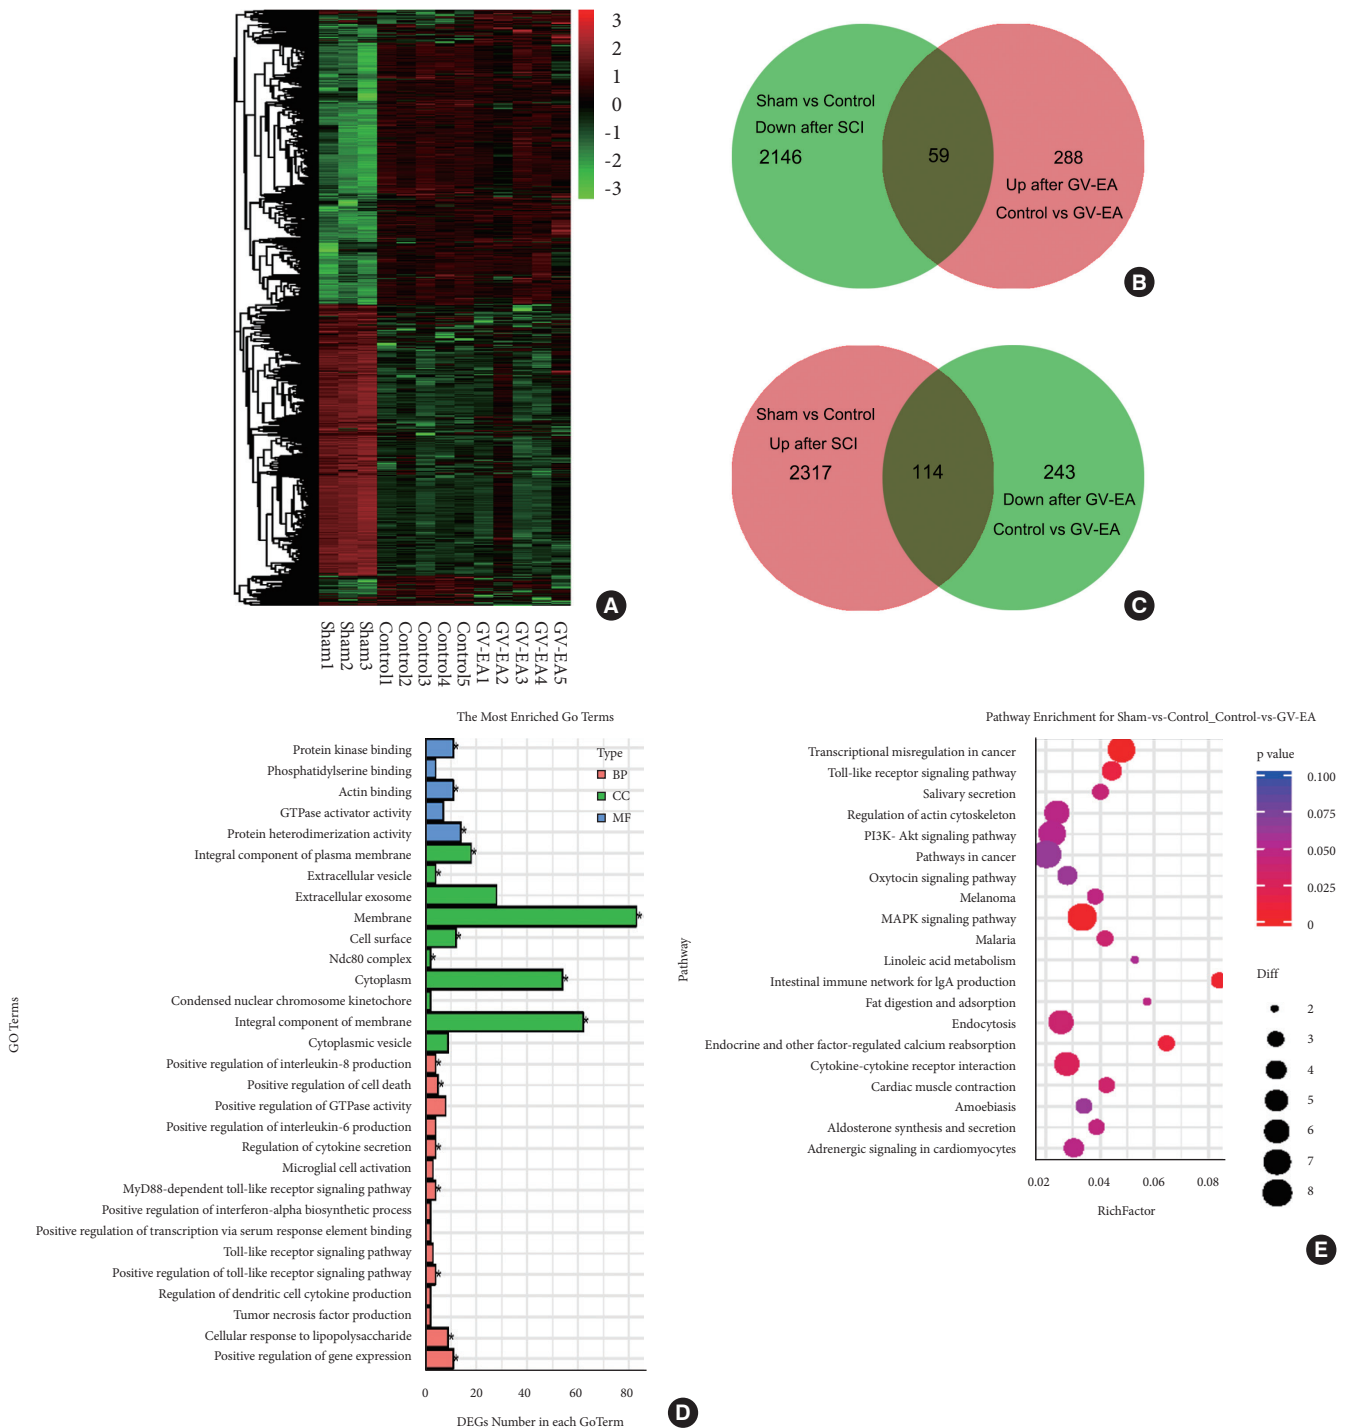 3
2
1
0
-1
-2
-3
Sham1
Sham2
Sham3
Control1
Control2
Control3
Control4
Control5
GV-EA1
GV-EA2
GV-EA3
GV-EA4
GV-EA5
A
Sham vs Control
Down after SCI
2146
59
288
Up after GV-EA
Control vs GV-EA
B
Sham vs Control
Up after SCI
2317
114
243
Down after GV-EA
Control vs GV-EA
C
The Most Enriched Go Terms
GO Terms
Protein kinase binding
Phosphatidylserine binding
Actin binding
GTPase activator activity
Protein heterodimerization activity
Integral component of plasma membrane
Extracellular vesicle
Extracellular exosome
Membrane
Cell surface
Ndc80 complex
Cytoplasm
Condensed nuclear chromosome kinetochore
Integral component of membrane
Cytoplasmic vesicle
Positive regulation of interleukin-8 production
Positive regulation of cell death
Positive regulation of GTPase activity
Positive regulation of interleukin-6 production
Regulation of cytokine secretion
Microglial cell activation
MyD88-dependent toll-like receptor signaling pathway
Positive regulation of interferon-alpha biosynthetic process
Positive regulation of transcription via serum response element binding
Toll-like receptor signaling pathway
Positive regulation of toll-like receptor signaling pathway
Regulation of dendritic cell cytokine production
Tumor necrosis factor production
Cellular response to lipopolysaccharide
Positive regulation of gene expression
Type
BP
CC
MF
0 20 40 60 80
DEGs Number in each GoTerm
D
Pathway Enrichment for Sham-vs-Control_Control-vs-GV-EA
Pathway
Transcriptional misregulation in cancer
Toll-like receptor signaling pathway
Salivary secretion
Regulation of actin cytoskeleton
PI3K- Akt signaling pathway
Pathways in cancer
Oxytocin signaling pathway
Melanoma
MAPK signaling pathway
Malaria
Linoleic acid metabolism
Intestinal immune network for lgA production
Fat digestion and adsorption
Endocytosis
Endocrine and other factor-regulated calcium reabsorption
Cytokine-cytokine receptor interaction
Cardiac muscle contraction
Amoebiasis
Aldosterone synthesis and secretion
Adrenergic signaling in cardiomyocytes
0.02 0.04 0.06 0.08
RichFactor
p value
0.100
0.075
0.050
0.025
0
Diff
2
3
4
5
6
7
8
E